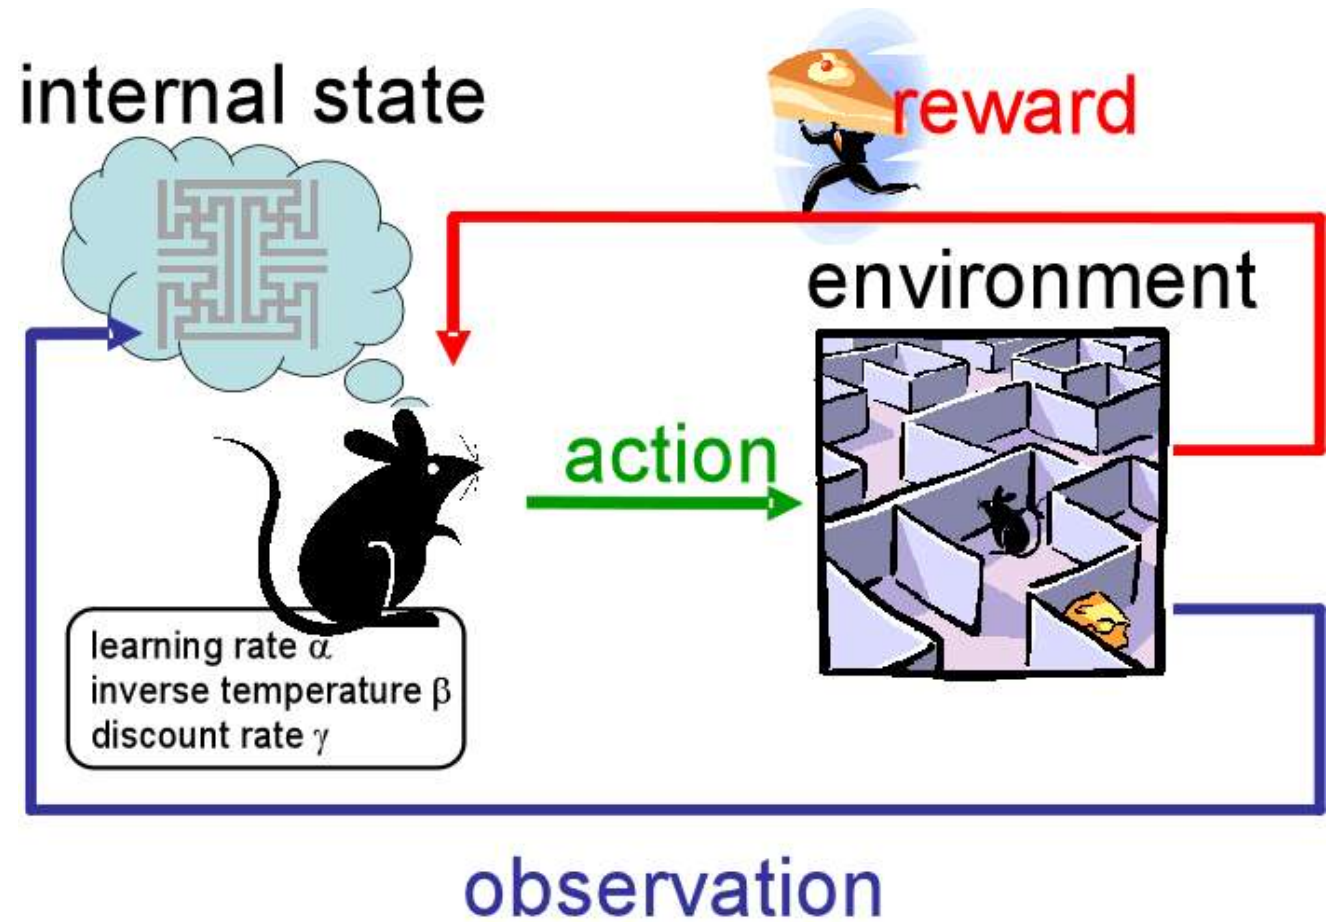 internal state
reward
environment
action
learning rate α
inverse temperature β
discount rate γ
observation